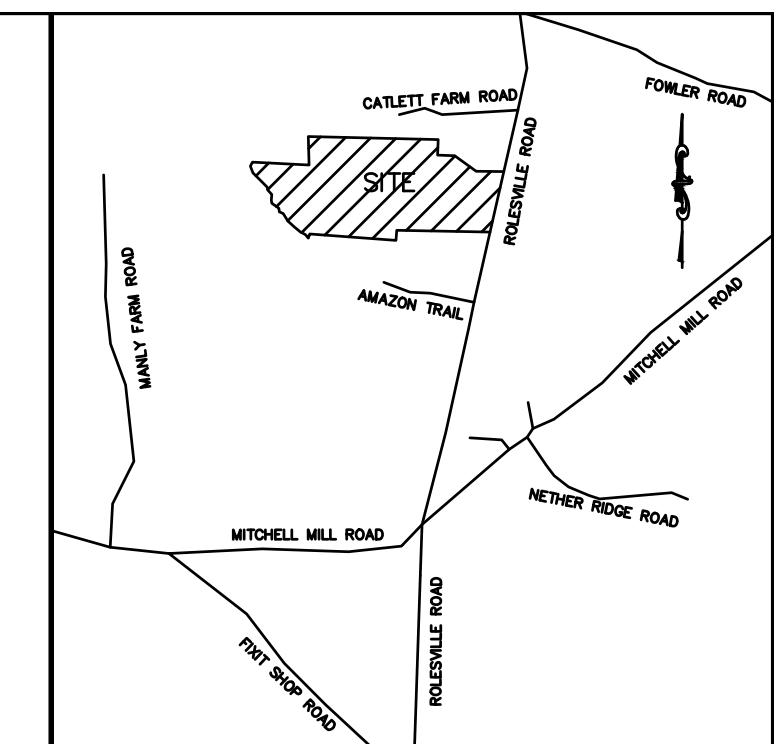 CATLETT FARM ROAD
FOWLER ROAD
ROLESVILLE ROAD
SITE
MANLY FARM ROAD
AMAZON TRAIL
MITCHELL MILL ROAD
NETHER RIDGE ROAD
MITCHELL MILL ROAD
ROLESVILLE ROAD
FIXIT SHOP ROAD